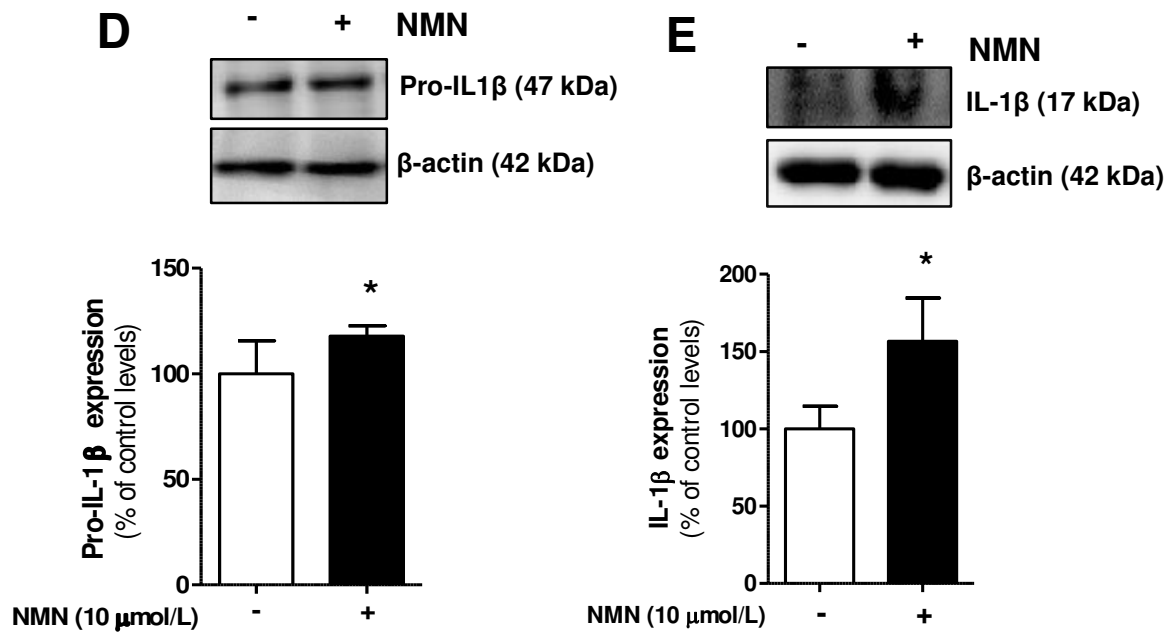 D - + NMN
Pro-IL1β (47 kDa)
β-actin (42 kDa)
150
100
50
0
Pro-IL-1β expression
(% of control levels)
*
NMN (10 μmol/L) - +
E - + NMN
IL-1β (17 kDa)
β-actin (42 kDa)
200
150
100
50
0
IL-1β expression
(% of control levels)
*
NMN (10 μmol/L) - +